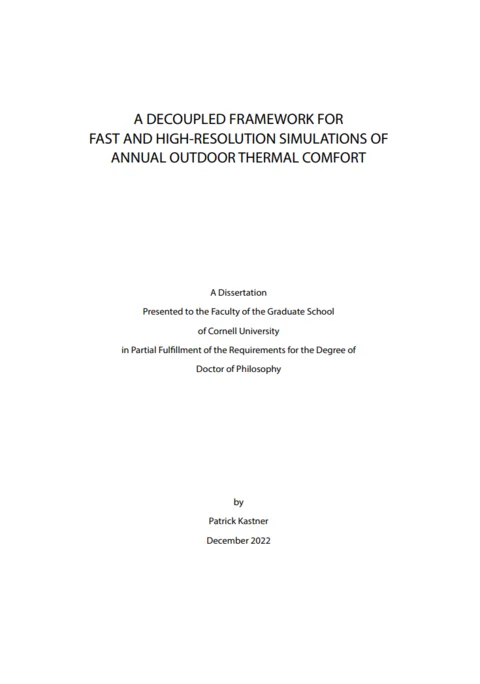 A DECOUPLED FRAMEWORK FOR
FAST AND HIGH-RESOLUTION SIMULATIONS OF
ANNUAL OUTDOOR THERMAL COMFORT
A Dissertation
Presented to the Faculty of the Graduate School
of Cornell University
in Partial Fulfillment of the Requirements for the Degree of
Doctor of Philosophy
by
Patrick Kastner
December 2022